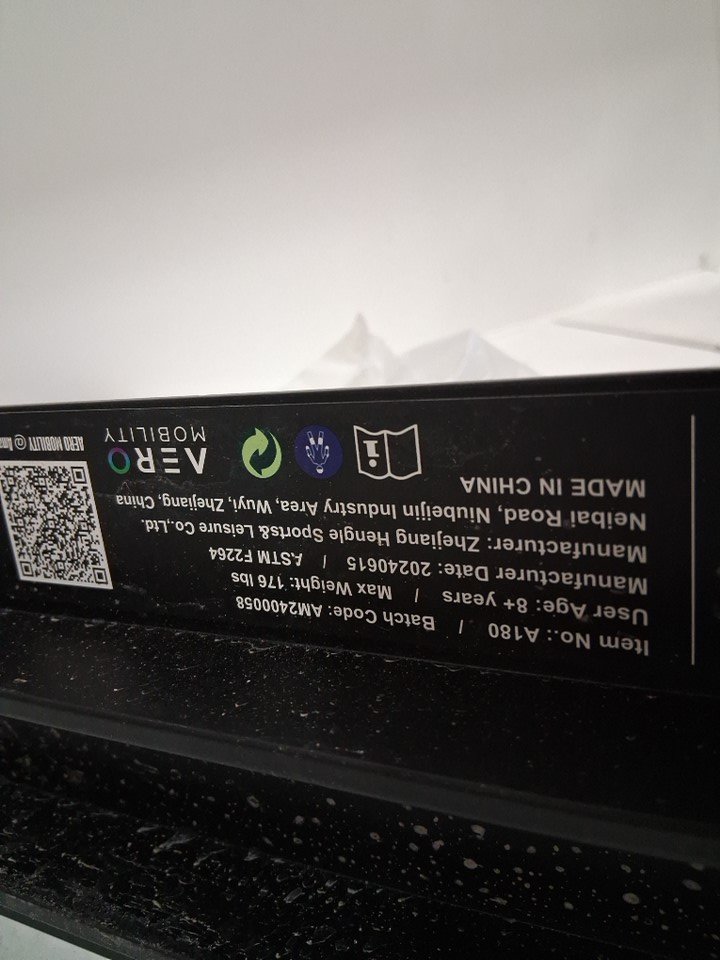 Item No.: A180 / Batch Code: AM2400058
User Age: 8+ years / Max Weight: 176 lbs
Manufacturer Date: 20240615 / ASTM F2264
Manufacturer: Zhejiang Hengle Sports& Leisure Co.,Ltd.
Neibai Road, Niubeijin Industry Area, Wuyi, Zhejiang, China
MADE IN CHINA
i
AERO
MOBILITY
AERO MOBILITY @